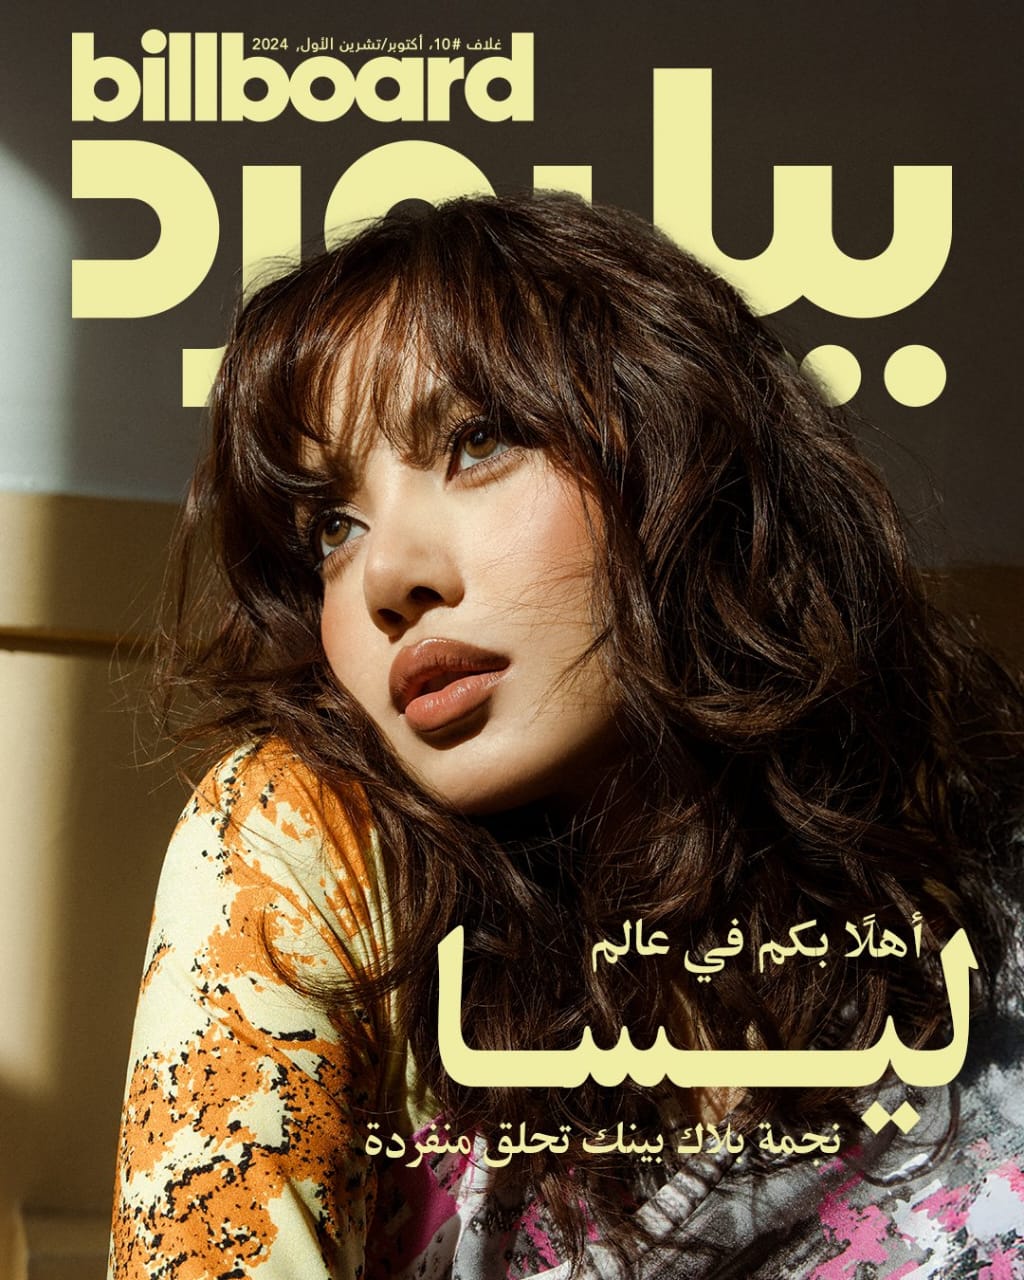 غلاف #10، أكتوبر/تشرين الأول, 2024
billboard
بيلبورد
أهلًا بكم في عالم
ليسا
نجمة بلاك بينك تحلق منفردة